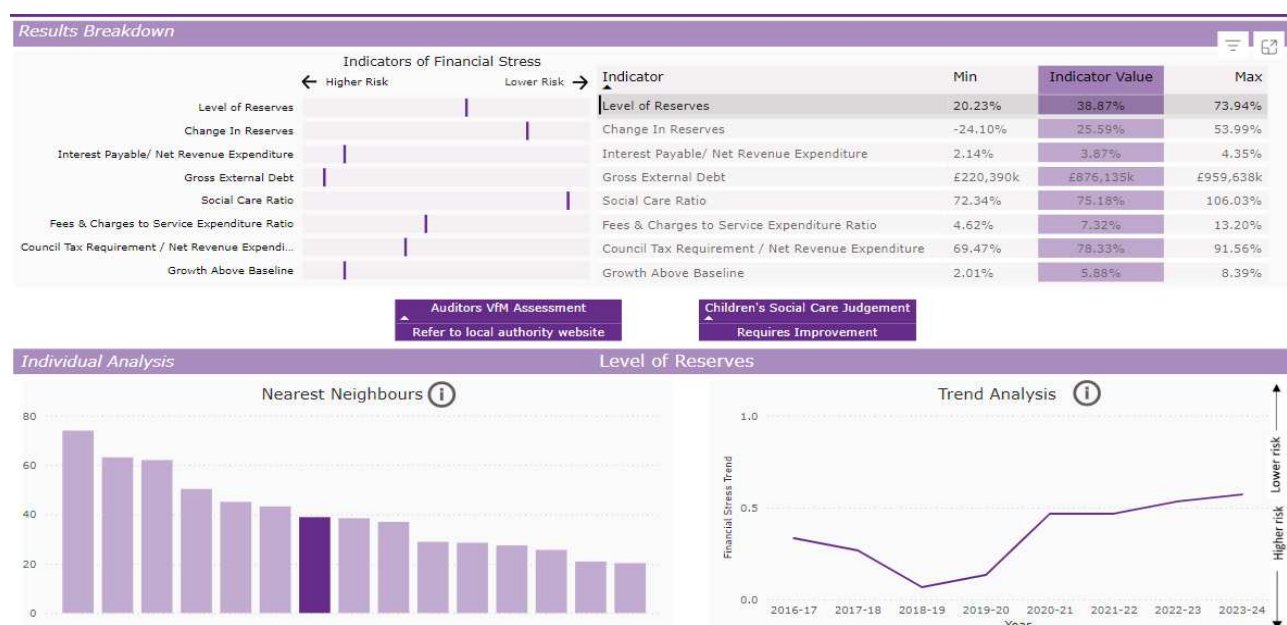 Results Breakdown
Indicators of Financial Stress
Higher Risk
Lower Risk
Level of Reserves
Change In Reserves
Interest Payable/ Net Revenue Expenditure
Gross External Debt
Social Care Ratio
Fees & Charges to Service Expenditure Ratio
Council Tax Requirement / Net Revenue Expendi...
Growth Above Baseline
Indicator Min Indicator Value Max
Level of Reserves 20.23% 38.87% 73.94%
Change In Reserves -24.10% 25.59% 53.99%
Interest Payable/ Net Revenue Expenditure 2.14% 3.87% 4.35%
Gross External Debt £220,390k £876,135k £959,638k
Social Care Ratio 72.34% 75.18% 106.03%
Fees & Charges to Service Expenditure Ratio 4.62% 7.32% 13.20%
Council Tax Requirement / Net Revenue Expenditure 69.47% 78.33% 91.56%
Growth Above Baseline 2.01% 5.88% 8.39%
Auditors VfM Assessment
Refer to local authority website
Children's Social Care Judgement
Requires Improvement
Individual Analysis
Level of Reserves
Nearest Neighbours
80
60
40
20
0
Trend Analysis
Financial Stress Trend
1.0
0.5
0.0
2016-17 2017-18 2018-19 2019-20 2020-21 2021-22 2022-23 2023-24
Year
Lower risk
Higher risk